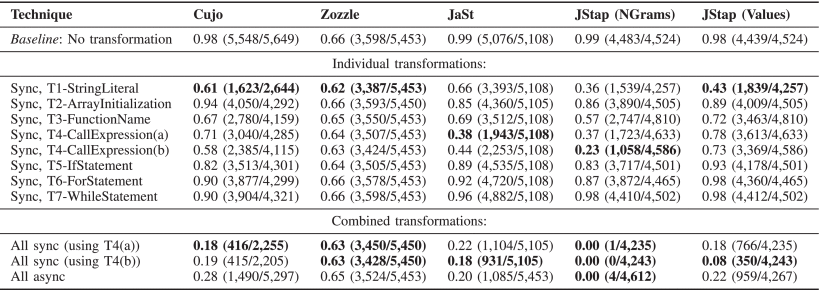 Technique Cujo Zozzle JaSt JStap (NGrams) JStap (Values)
Baseline: No transformation 0.98 (5,548/5,649) 0.66 (3,598/5,453) 0.99 (5,076/5,108) 0.99 (4,483/4,524) 0.98 (4,439/4,524)
Individual transformations:
Sync, T1-StringLiteral 0.61 (1,623/2,644) 0.62 (3,387/5,453) 0.66 (3,393/5,108) 0.36 (1,539/4,257) 0.43 (1,839/4,257)
Sync, T2-ArrayInitialization 0.94 (4,050/4,292) 0.66 (3,593/5,450) 0.85 (4,360/5,105) 0.86 (3,890/4,505) 0.89 (4,009/4,505)
Sync, T3-FunctionName 0.67 (2,780/4,159) 0.65 (3,550/5,453) 0.69 (3,512/5,108) 0.57 (2,747/4,810) 0.72 (3,463/4,810)
Sync, T4-CallExpression(a) 0.71 (3,040/4,285) 0.64 (3,507/5,453) 0.38 (1,943/5,108) 0.37 (1,723/4,633) 0.78 (3,613/4,633)
Sync, T4-CallExpression(b) 0.58 (2,385/4,115) 0.63 (3,424/5,453) 0.44 (2,253/5,108) 0.23 (1,058/4,586) 0.73 (3,369/4,586)
Sync, T5-IfStatement 0.82 (3,513/4,301) 0.64 (3,505/5,453) 0.89 (4,535/5,108) 0.83 (3,717/4,501) 0.93 (4,178/4,501)
Sync, T6-ForStatement 0.90 (3,877/4,299) 0.66 (3,578/5,453) 0.92 (4,720/5,108) 0.87 (3,872/4,465) 0.98 (4,360/4,465)
Sync, T7-WhileStatement 0.90 (3,904/4,321) 0.66 (3,598/5,453) 0.96 (4,882/5,108) 0.98 (4,410/4,502) 0.98 (4,412/4,502)
Combined transformations:
All sync (using T4(a)) 0.18 (416/2,255) 0.63 (3,450/5,450) 0.22 (1,104/5,105) 0.00 (1/4,235) 0.18 (766/4,235)
All sync (using T4(b)) 0.19 (415/2,205) 0.63 (3,428/5,450) 0.18 (931/5,105) 0.00 (0/4,243) 0.08 (350/4,243)
All async 0.28 (1,490/5,297) 0.65 (3,524/5,453) 0.20 (1,085/5,453) 0.00 (4/4,612) 0.22 (959/4,267)